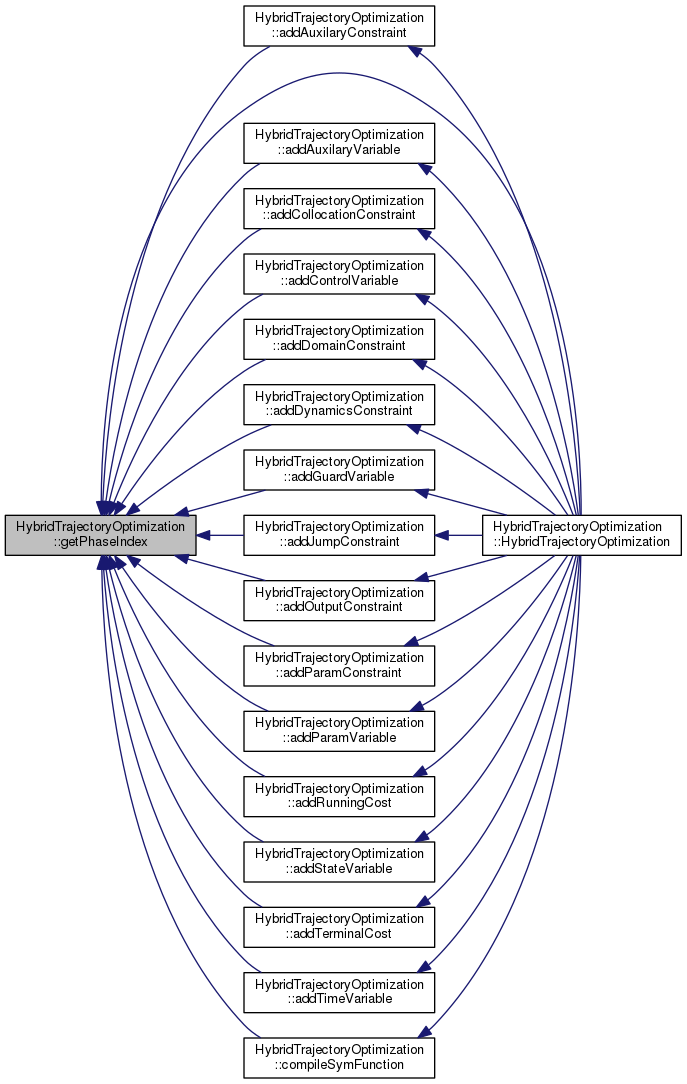 HybridTrajectoryOptimization
::addAuxilaryConstraint
HybridTrajectoryOptimization
::addAuxilaryVariable
HybridTrajectoryOptimization
::addCollocationConstraint
HybridTrajectoryOptimization
::addControlVariable
HybridTrajectoryOptimization
::addDomainConstraint
HybridTrajectoryOptimization
::addDynamicsConstraint
HybridTrajectoryOptimization
::addGuardVariable
HybridTrajectoryOptimization
::getPhaseIndex
HybridTrajectoryOptimization
::addJumpConstraint
HybridTrajectoryOptimization
::HybridTrajectoryOptimization
HybridTrajectoryOptimization
::addOutputConstraint
HybridTrajectoryOptimization
::addParamConstraint
HybridTrajectoryOptimization
::addParamVariable
HybridTrajectoryOptimization
::addRunningCost
HybridTrajectoryOptimization
::addStateVariable
HybridTrajectoryOptimization
::addTerminalCost
HybridTrajectoryOptimization
::addTimeVariable
HybridTrajectoryOptimization
::compileSymFunction